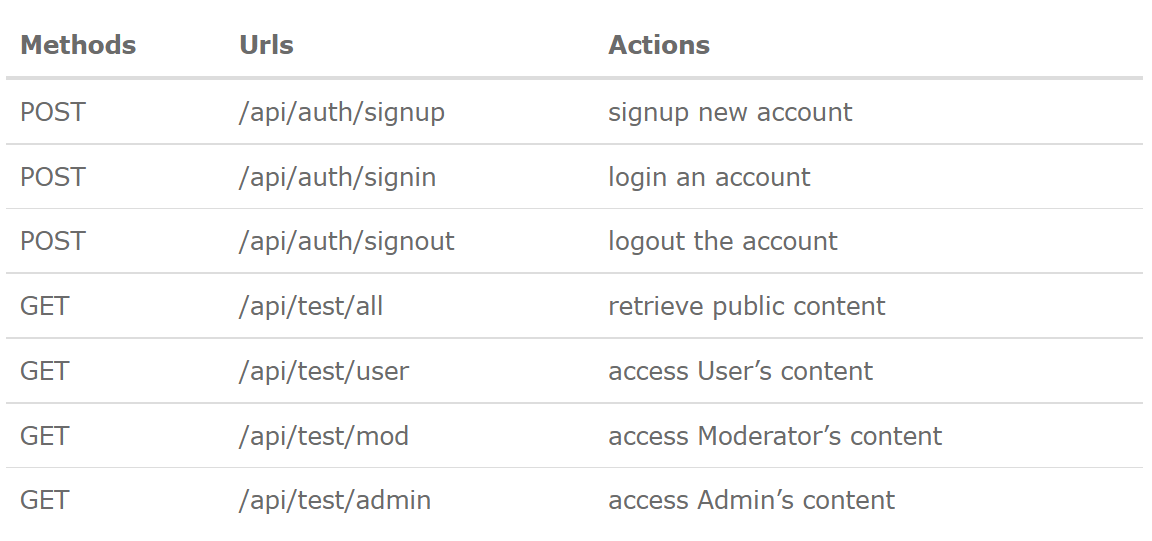 Methods Urls Actions
POST /api/auth/signup signup new account
POST /api/auth/signin login an account
POST /api/auth/signout logout the account
GET /api/test/all retrieve public content
GET /api/test/user access User’s content
GET /api/test/mod access Moderator’s content
GET /api/test/admin access Admin’s content